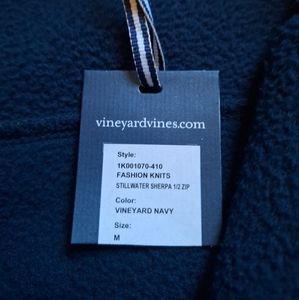 vineyardvines.com
Style:
1K001070-410
FASHION KNITS
STILLWATER SHERPA 1/2 ZIP
Color:
VINEYARD NAVY
Size:
M